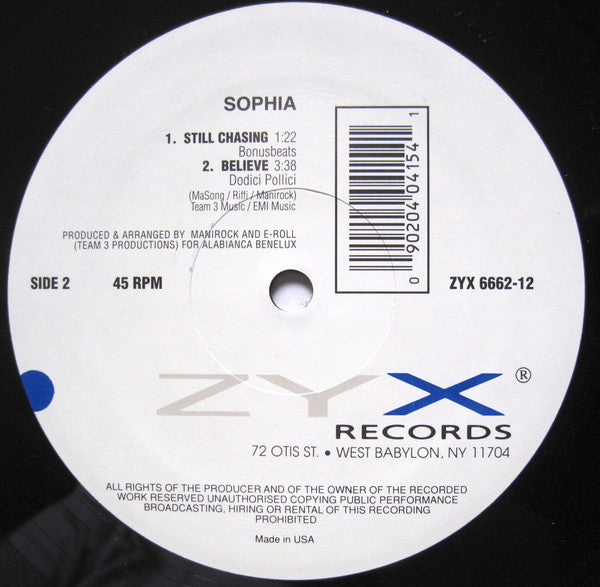 SOPHIA
1. STILL CHASING 1:22
Bonusbeats
2. BELIEVE 3:38
Dodici Pollici
(MaSong / Riffi / Manirock)
Team 3 Music / EMI Music
PRODUCED & ARRANGED BY MANIROCK AND E-ROLL
(TEAM 3 PRODUCTIONS) FOR ALABIANCA BENELUX
0 90204 04154 1
SIDE 2 45 RPM ZYX 6662-12
ZYX ®
RECORDS
72 OTIS ST. • WEST BABYLON, NY 11704
ALL RIGHTS OF THE PRODUCER AND OF THE OWNER OF THE RECORDED
WORK RESERVED UNAUTHORISED COPYING PUBLIC PERFORMANCE
BROADCASTING, HIRING OR RENTAL OF THIS RECORDING
PROHIBITED
Made in USA